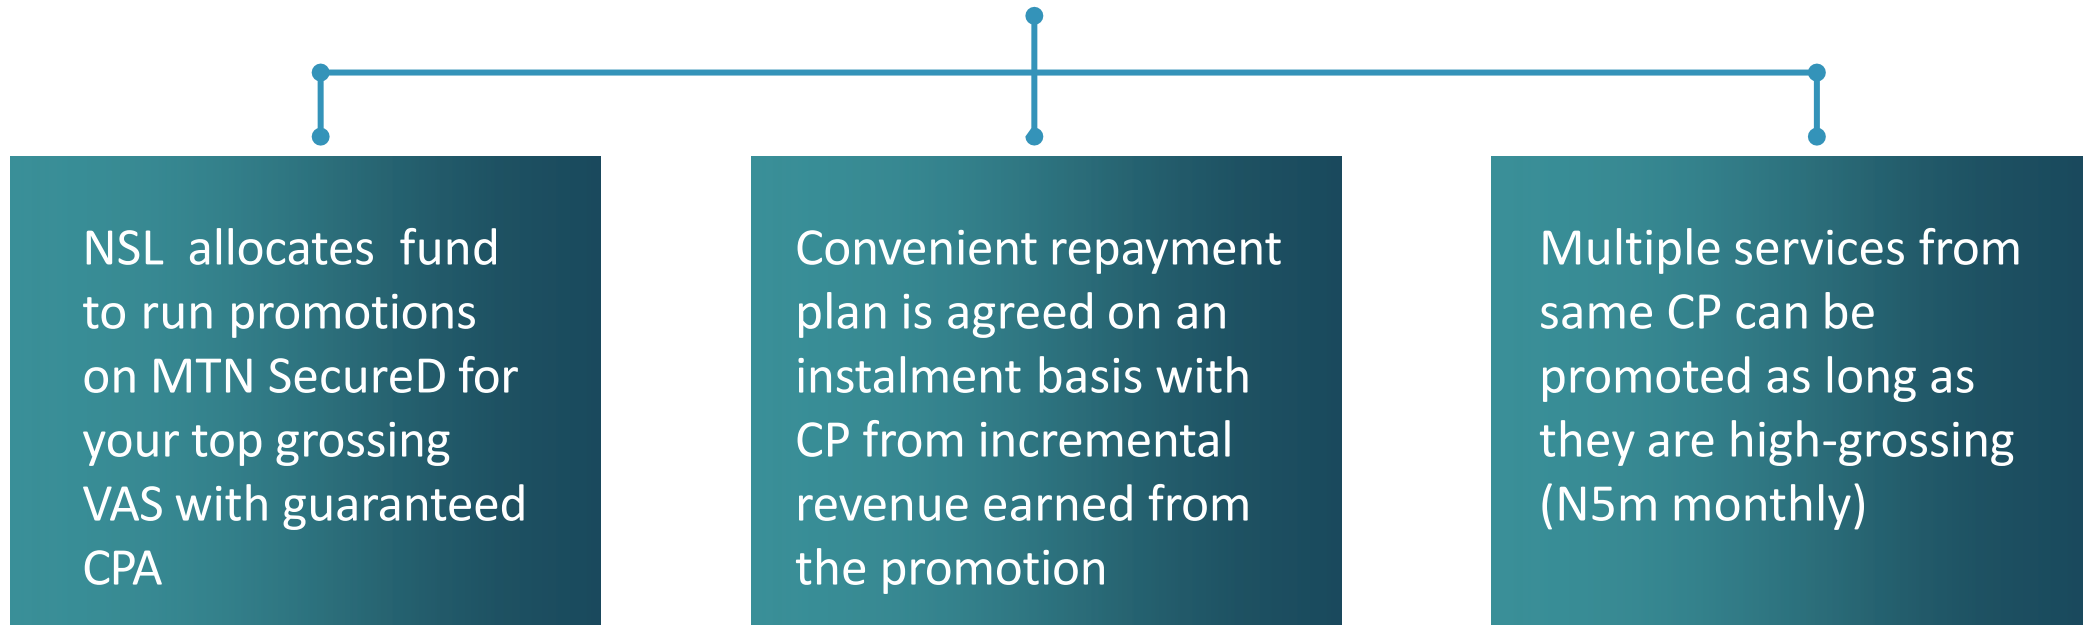 NSL allocates fund
to run promotions
on MTN SecureD for
your top grossing
VAS with guaranteed
CPA
Convenient repayment
plan is agreed on an
instalment basis with
CP from incremental
revenue earned from
the promotion
Multiple services from
same CP can be
promoted as long as
they are high-grossing
(N5m monthly)